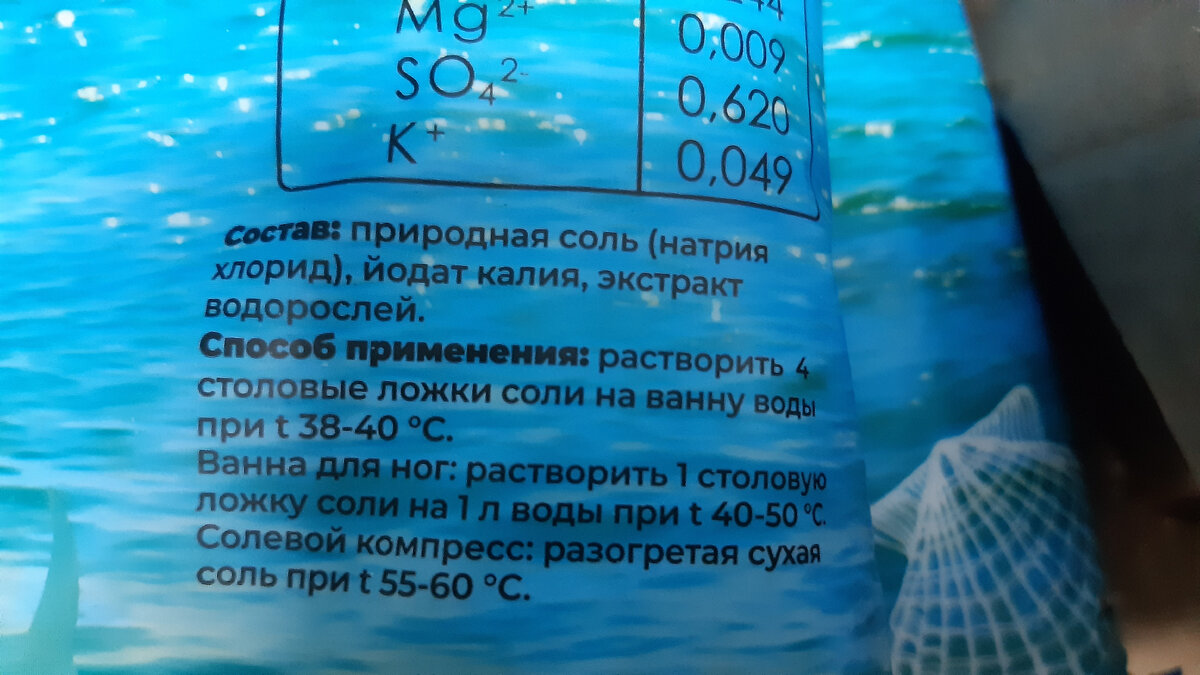 Mg2+ 0,009
SO42- 0,620
K+ 0,049
Состав: природная соль (натрия
хлорид), йодат калия, экстракт
водорослей.
Способ применения: растворить 4
столовые ложки соли на ванну воды
при t 38-40 °С.
Ванна для ног: растворить 1 столовую
ложку соли на 1 л воды при t 40-50 °С.
Солевой компресс: разогретая сухая
соль при t 55-60 °С.